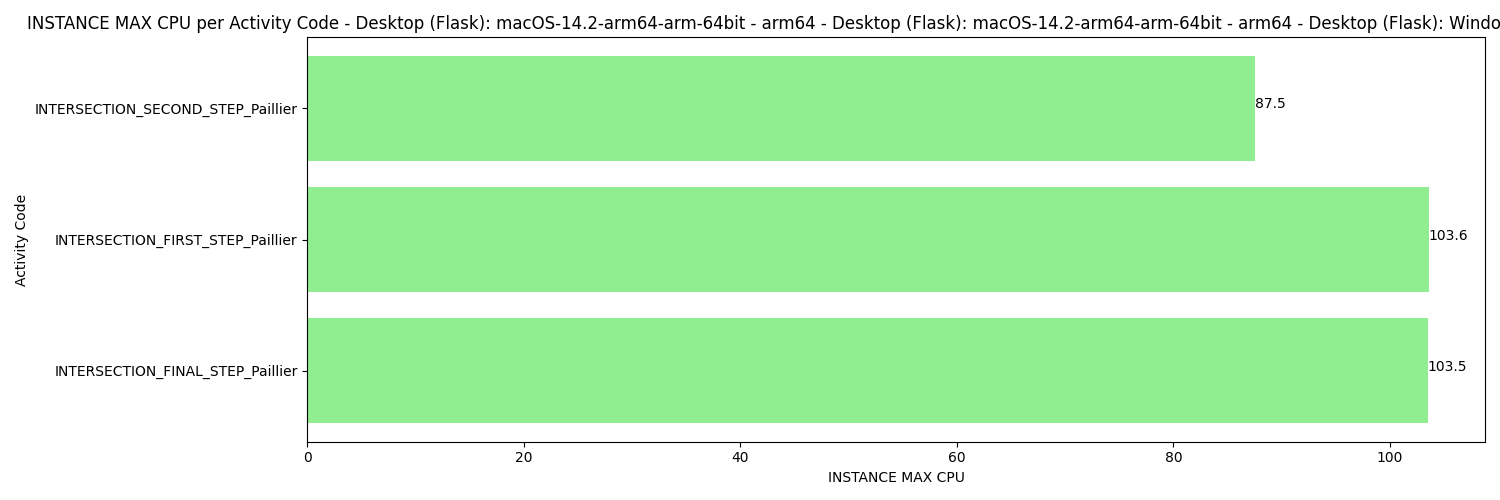 INSTANCE MAX CPU per Activity Code - Desktop (Flask): macOS-14.2-arm64-arm-64bit - arm64 - Desktop (Flask): macOS-14.2-arm64-arm-64bit - arm64 - Desktop (Flask): Windo
INTERSECTION_SECOND_STEP_Paillier
87.5
INTERSECTION_FIRST_STEP_Paillier
103.6
INTERSECTION_FINAL_STEP_Paillier
103.5
Activity Code
0 20 40 60 80 100
INSTANCE MAX CPU